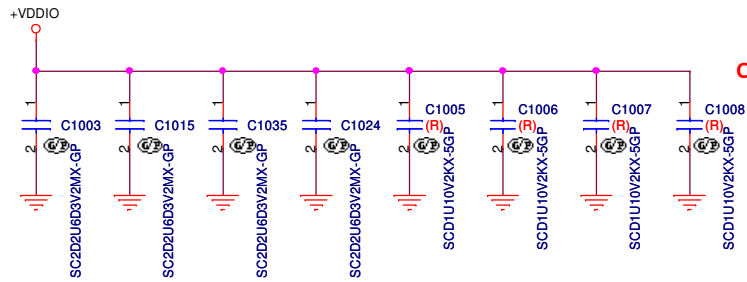 +VDDIO
C
1
C1003
2
G/P
SC2D2U6D3V2MX-GP
1
C1015
2
G/P
SC2D2U6D3V2MX-GP
1
C1035
2
G/P
SC2D2U6D3V2MX-GP
1
C1024
2
G/P
SC2D2U6D3V2MX-GP
1
C1005
(R)
2
G/P
SCD1U10V2KX-5GP
1
C1006
(R)
2
G/P
SCD1U10V2KX-5GP
1
C1007
(R)
2
G/P
SCD1U10V2KX-5GP
1
C1008
(R)
2
G/P
SCD1U10V2KX-5GP